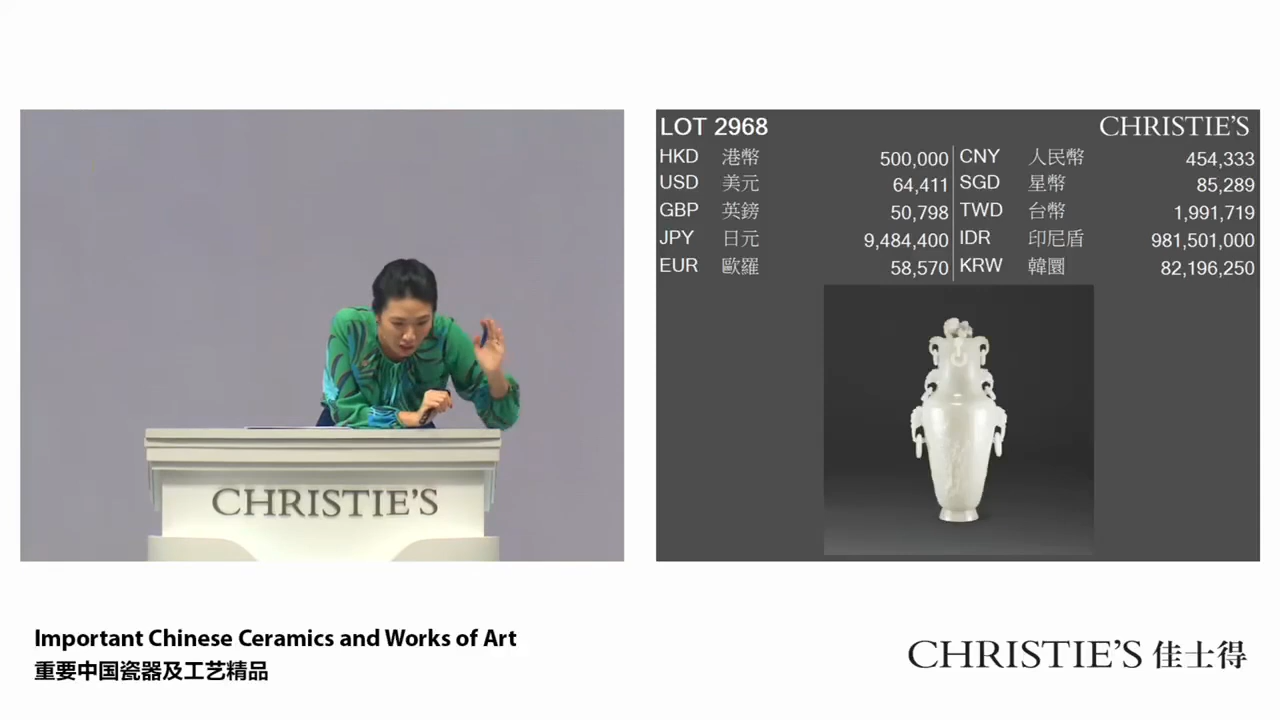 LOT 2968
CHRISTIE'S
HKD 港幣 500,000 CNY 人民幣 454,333
USD 美元 64,411 SGD 星幣 85,289
GBP 英鎊 50,798 TWD 台幣 1,991,719
JPY 日元 9,484,400 IDR 印尼盾 981,501,000
EUR 歐羅 58,570 KRW 韓圜 82,196,250
CHRISTIE'S
Important Chinese Ceramics and Works of Art
重要中国瓷器及工艺精品
CHRISTIE'S 佳士得